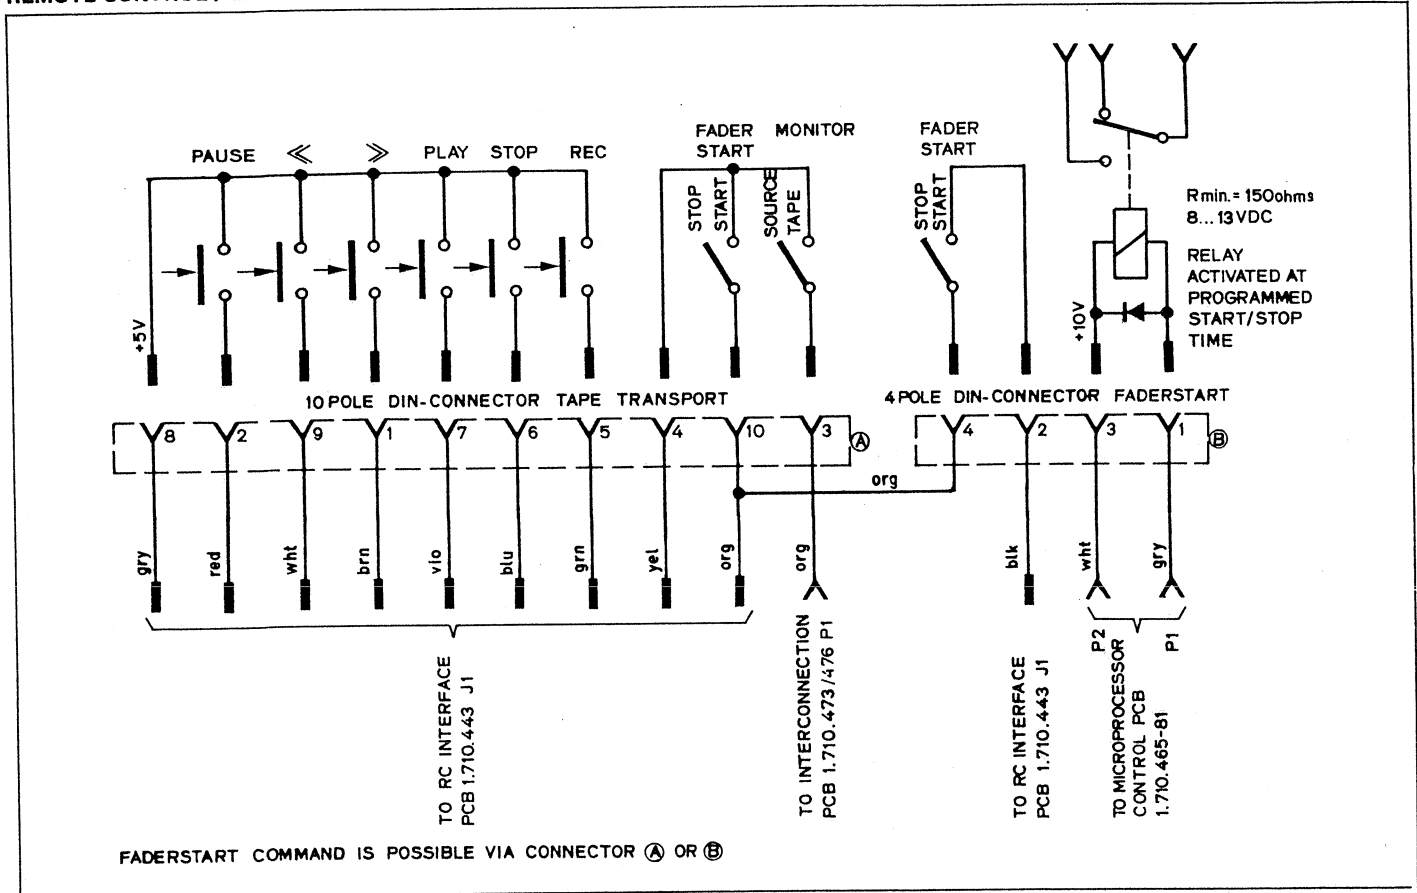 FADER MONITOR
START
FADER
START
PAUSE ≪ ≫ PLAY STOP REC
STOP
START
SOURCE
TAPE
STOP
START
Rmin.= 150ohms
8... 13VDC
RELAY
ACTIVATED AT
PROGRAMMED
START/STOP
TIME
+5V
+10V
10 POLE DIN-CONNECTOR TAPE TRANSPORT
4 POLE DIN-CONNECTOR FADERSTART
8 2 9 1 7 6 5 4 10 3 A
4 2 3 1 B
org
gry red wht brn vio blu grn yel org org
blk wht gry
TO RC INTERFACE
PCB 1.710.443 J1
TO INTERCONNECTION
PCB 1.710.473/476 P1
TO RC INTERFACE
PCB 1.710.443 J1
P2
P1
TO MICROPROCESSOR
CONTROL PCB
1.710.465-81
FADERSTART COMMAND IS POSSIBLE VIA CONNECTOR A OR B